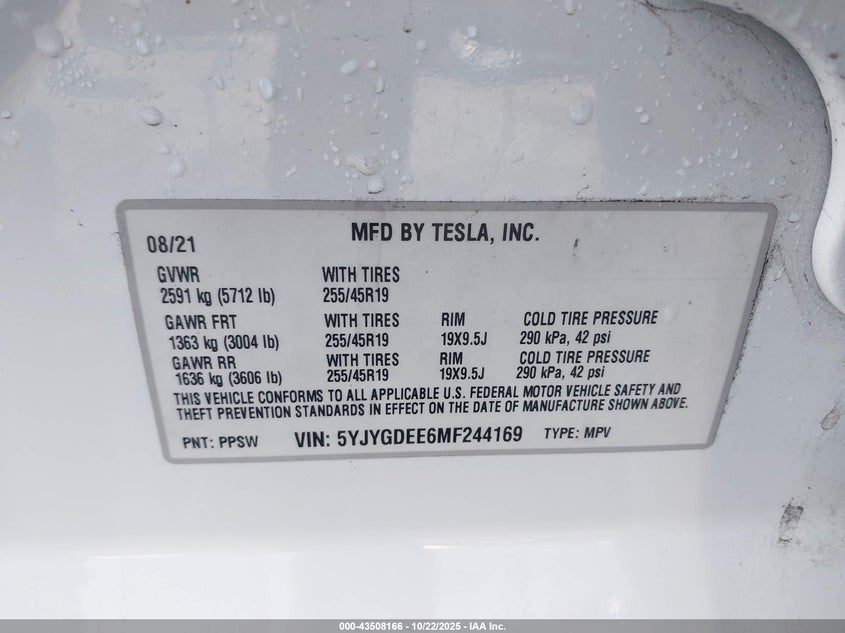 08/21 MFD BY TESLA, INC.
GVWR WITH TIRES
2591 kg (5712 lb) 255/45R19
GAWR FRT WITH TIRES RIM COLD TIRE PRESSURE
1363 kg (3004 lb) 255/45R19 19X9.5J 290 kPa, 42 psi
GAWR RR WITH TIRES RIM COLD TIRE PRESSURE
1636 kg (3606 lb) 255/45R19 19X9.5J 290 kPa, 42 psi
THIS VEHICLE CONFORMS TO ALL APPLICABLE U.S. FEDERAL MOTOR VEHICLE SAFETY AND
THEFT PREVENTION STANDARDS IN EFFECT ON THE DATE OF MANUFACTURE SHOWN ABOVE.
PNT: PPSW VIN: 5YJYGDEE6MF244169 TYPE: MPV
000-43508166 - 10/22/2025 - IAA Inc.